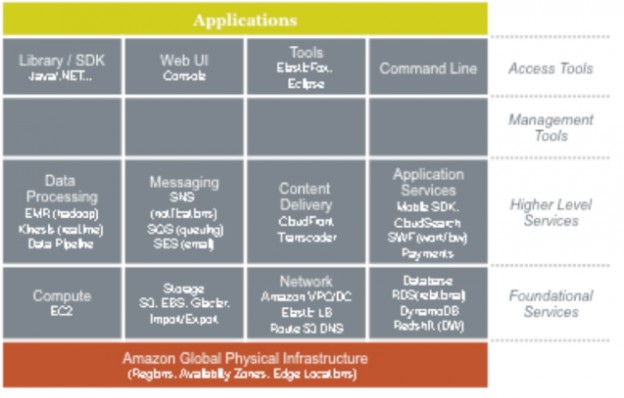 Applications
Library / SDK
Java/.NET...
Web UI
Console
Tools
ElasticFox,
Eclipse
Command Line
Access Tools
Management
Tools
Data
Processing
EMR (hadoop)
Kinesis (realtime)
Data Pipeline
Messaging
SNS
(notifications)
SQS (queuing)
SES (email)
Content
Delivery
CloudFront
Transcoder
Application
Services
Mobile SDK,
CloudSearch
SWF (workflow)
Payments
Higher Level
Services
Compute
EC2
Storage
S3, EBS, Glacier,
Import/Export
Network
Amazon VPC/DC
Elastic LB
Route 53 DNS
Database
RDS(relational)
DynamoDB
Redshift (DW)
Foundational
Services
Amazon Global Physical Infrastructure
(Regions, Availability Zones, Edge Locations)